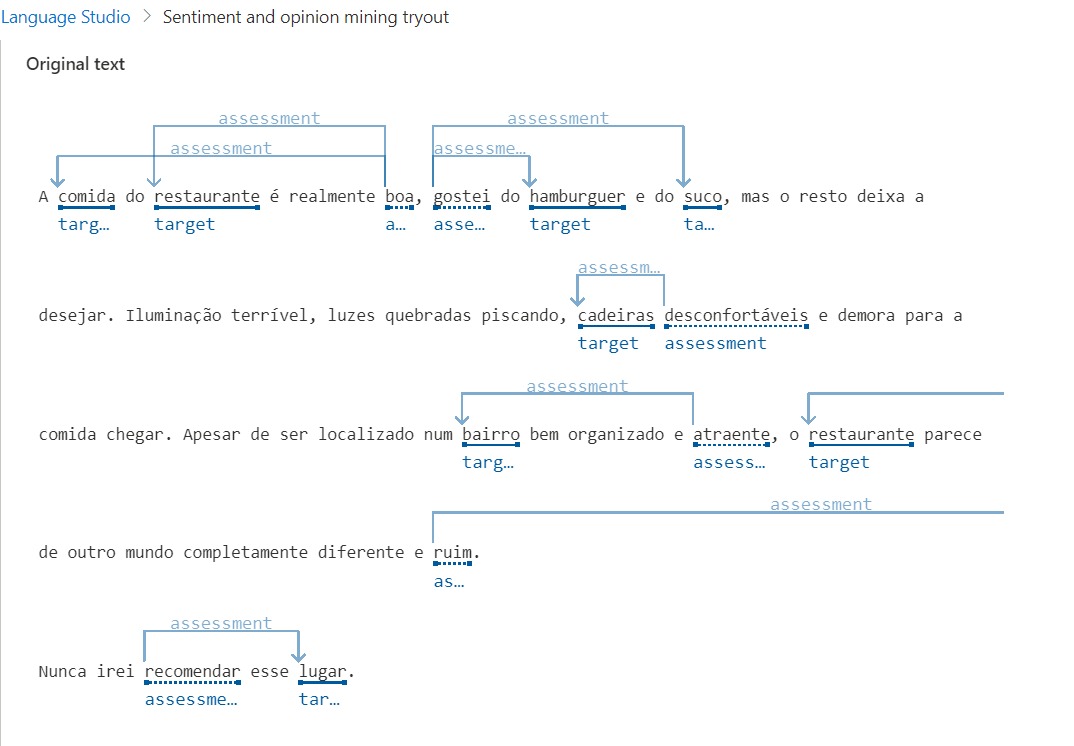 Language Studio > Sentiment and opinion mining tryout
Original text
assessment assessment
assessment assessme...
A comida do restaurante é realmente boa, gostei do hamburguer e do suco, mas o resto deixa a
targ... target a... asse... target ta...
assessm...
desejar. Iluminação terrível, luzes quebradas piscando, cadeiras desconfortáveis e demora para a
target assessment
assessment
comida chegar. Apesar de ser localizado num bairro bem organizado e atraente, o restaurante parece
targ... assess... target
assessment
de outro mundo completamente diferente e ruim.
as...
assessment
Nunca irei recomendar esse lugar.
assessme... tar...